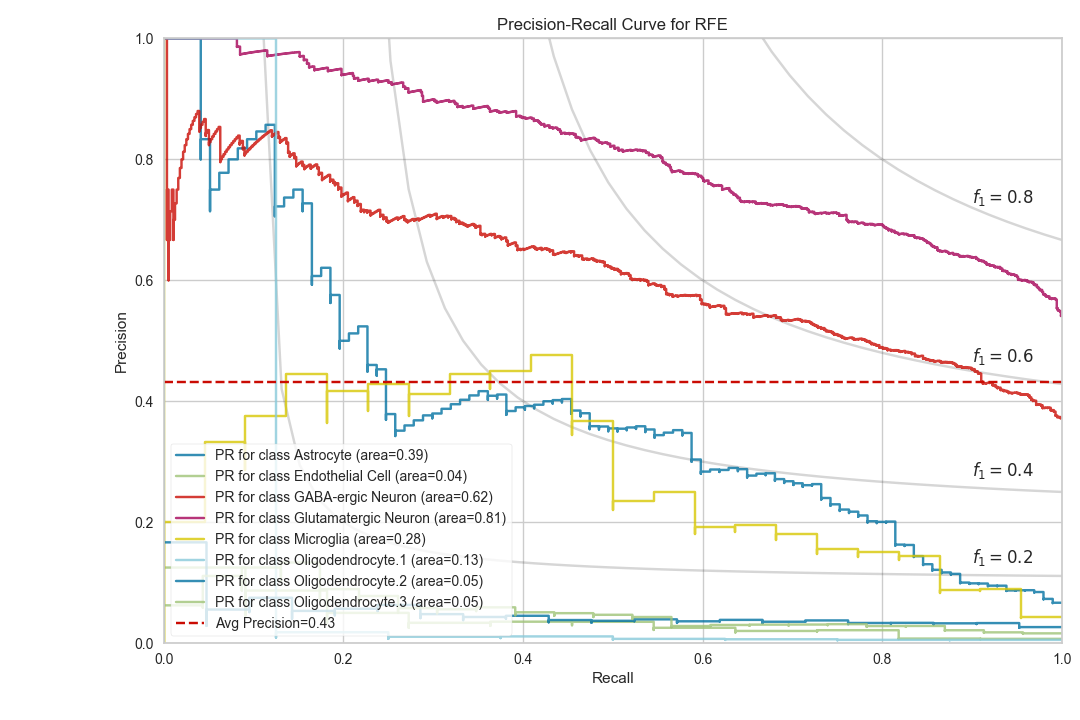 Precision-Recall Curve for RFE
1.0
0.8
0.6
0.4
0.2
0.0
Precision
f1 = 0.8
f1 = 0.6
f1 = 0.4
f1 = 0.2
PR for class Astrocyte (area=0.39)
PR for class Endothelial Cell (area=0.04)
PR for class GABA-ergic Neuron (area=0.62)
PR for class Glutamatergic Neuron (area=0.81)
PR for class Microglia (area=0.28)
PR for class Oligodendrocyte.1 (area=0.13)
PR for class Oligodendrocyte.2 (area=0.05)
PR for class Oligodendrocyte.3 (area=0.05)
Avg Precision=0.43
0.0 0.2 0.4 0.6 0.8 1.0
Recall